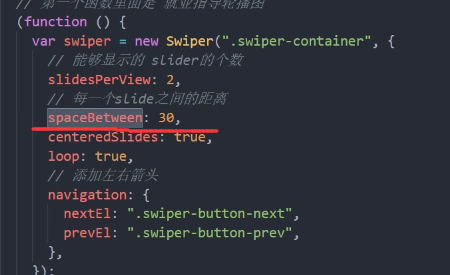 // 第一个函数里面是 就业指导轮播图
(function () {
var swiper = new Swiper(".swiper-container", {
// 能够显示的 slider的个数
slidesPerView: 2,
// 每一个slide之间的距离
spaceBetween: 30,
centeredSlides: true,
loop: true,
// 添加左右箭头
navigation: {
nextEl: ".swiper-button-next",
prevEl: ".swiper-button-prev",
},
});